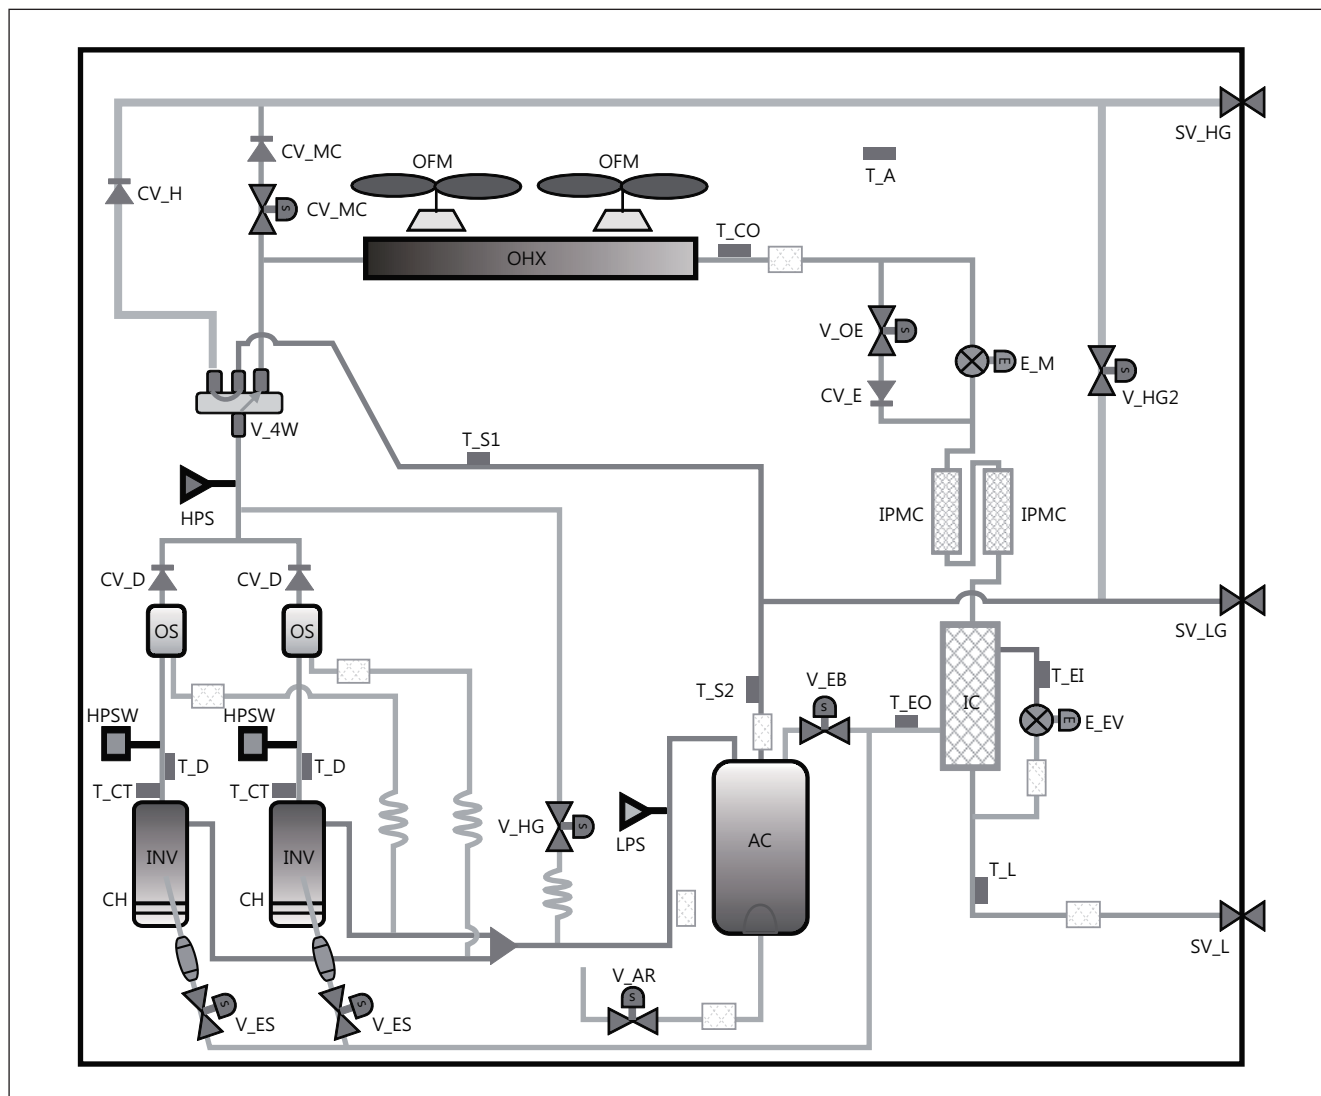 SV_HG
CV_MC
OFM
OFM
T_A
CV_H
CV_MC
S
T_CO
OHX
V_OE
S
E_M
E
V_HG2
S
CV_E
V_4W
T_S1
HPS
IPMC
IPMC
CV_D
CV_D
OS
OS
SV_LG
T_S2
V_EB
S
T_EO
IC
T_EI
E_EV
E
HPSW
HPSW
T_D
T_D
T_CT
T_CT
V_HG
S
LPS
AC
INV
INV
CH
CH
T_L
SV_L
V_AR
S
S
V_ES
S
V_ES